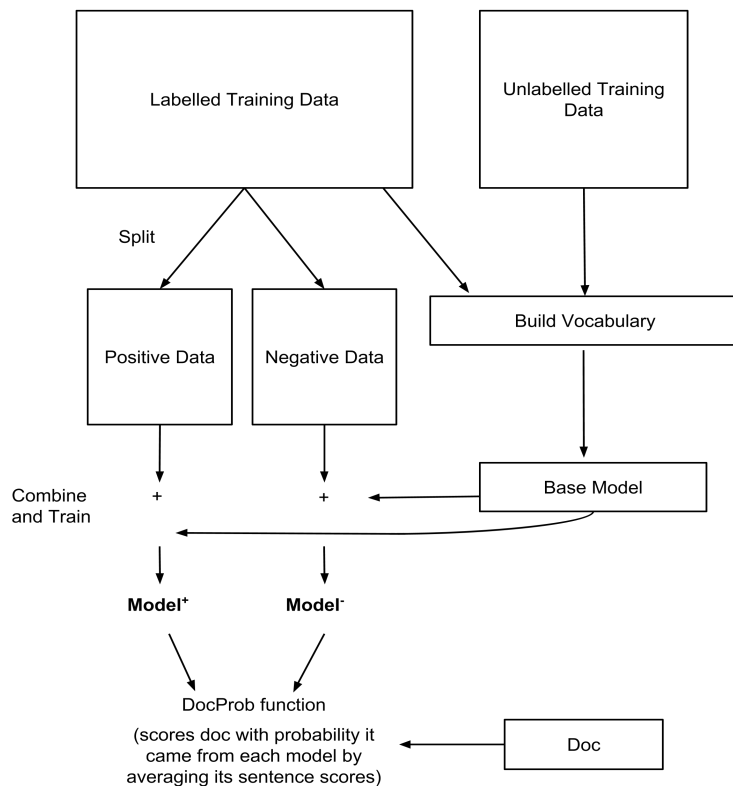 Labelled Training Data
Unlabelled Training
Data
Split
Positive Data
Negative Data
Build Vocabulary
Combine
and Train
+
+
Base Model
Model⁺
Model⁻
DocProb function
(scores doc with probability it
came from each model by
averaging its sentence scores)
Doc